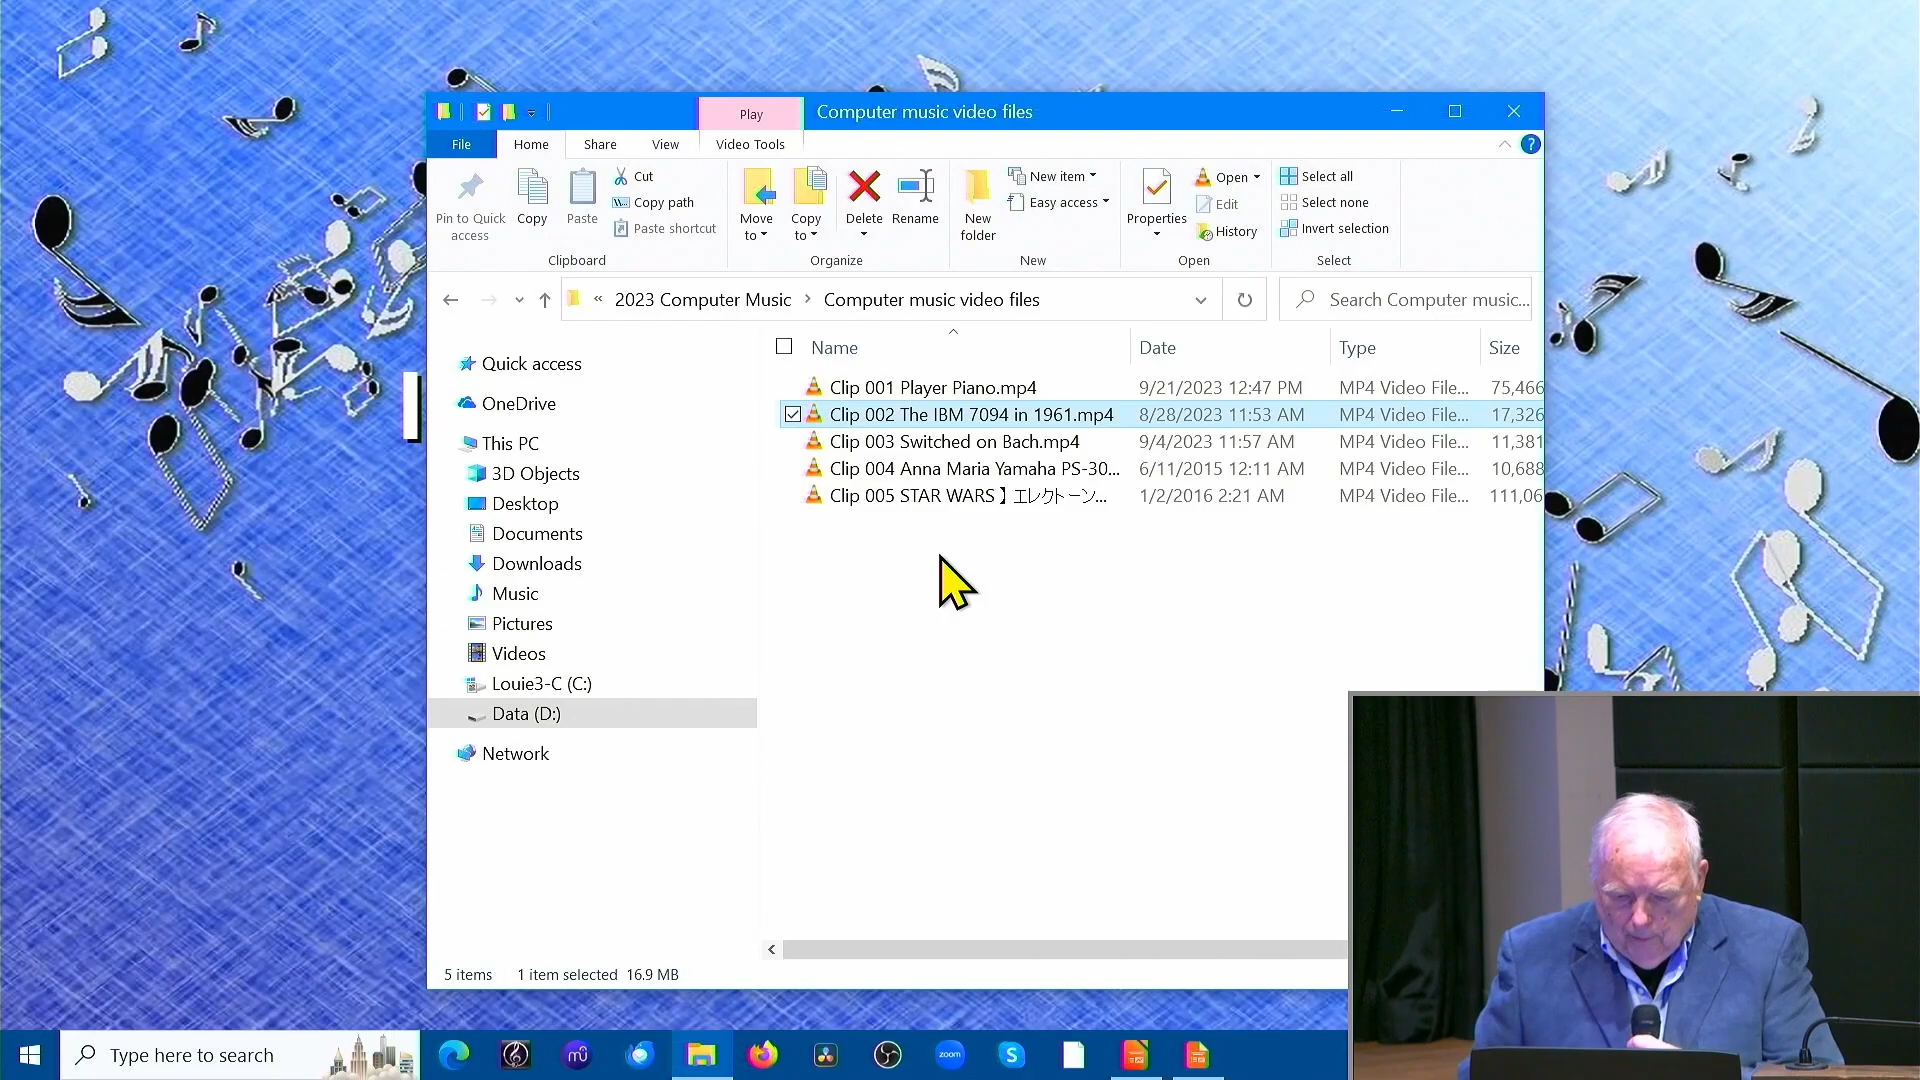 Play
Computer music video files
File
Home
Share
View
Video Tools
?
Pin to Quick
access
Copy
Paste
Cut
Copy path
Paste shortcut
Clipboard
Move
to
Copy
to
Delete
Rename
Organize
New
folder
New item
Easy access
New
Properties
Open
Edit
History
Open
Select all
Select none
Invert selection
Select
« 2023 Computer Music > Computer music video files
Search Computer music...
Name
Date
Type
Size
Clip 001 Player Piano.mp4 9/21/2023 12:47 PM MP4 Video File... 75,466
Clip 002 The IBM 7094 in 1961.mp4 8/28/2023 11:53 AM MP4 Video File... 17,326
Clip 003 Switched on Bach.mp4 9/4/2023 11:57 AM MP4 Video File... 11,381
Clip 004 Anna Maria Yamaha PS-30... 6/11/2015 12:11 AM MP4 Video File... 10,688
Clip 005 STAR WARS】エレクトーン... 1/2/2016 2:21 AM MP4 Video File... 111,06
Quick access
OneDrive
This PC
3D Objects
Desktop
Documents
Downloads
Music
Pictures
Videos
Louie3-C (C:)
Data (D:)
Network
5 items 1 item selected 16.9 MB
Type here to search
mu
zoom
S